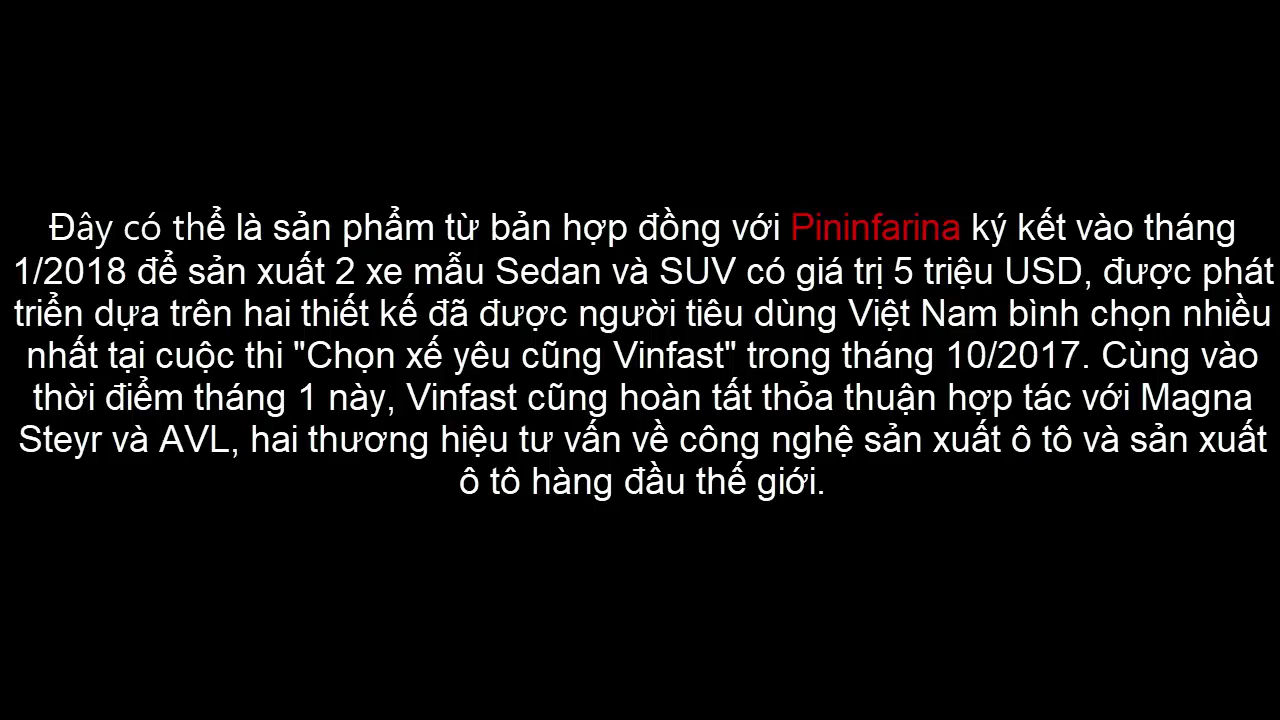 Đây có thể là sản phẩm từ bản hợp đồng với Pininfarina ký kết vào tháng
1/2018 để sản xuất 2 xe mẫu Sedan và SUV có giá trị 5 triệu USD, được phát
triển dựa trên hai thiết kế đã được người tiêu dùng Việt Nam bình chọn nhiều
nhất tại cuộc thi "Chọn xế yêu cũng Vinfast" trong tháng 10/2017. Cùng vào
thời điểm tháng 1 này, Vinfast cũng hoàn tất thỏa thuận hợp tác với Magna
Steyr và AVL, hai thương hiệu tư vấn về công nghệ sản xuất ô tô và sản xuất
ô tô hàng đầu thế giới.